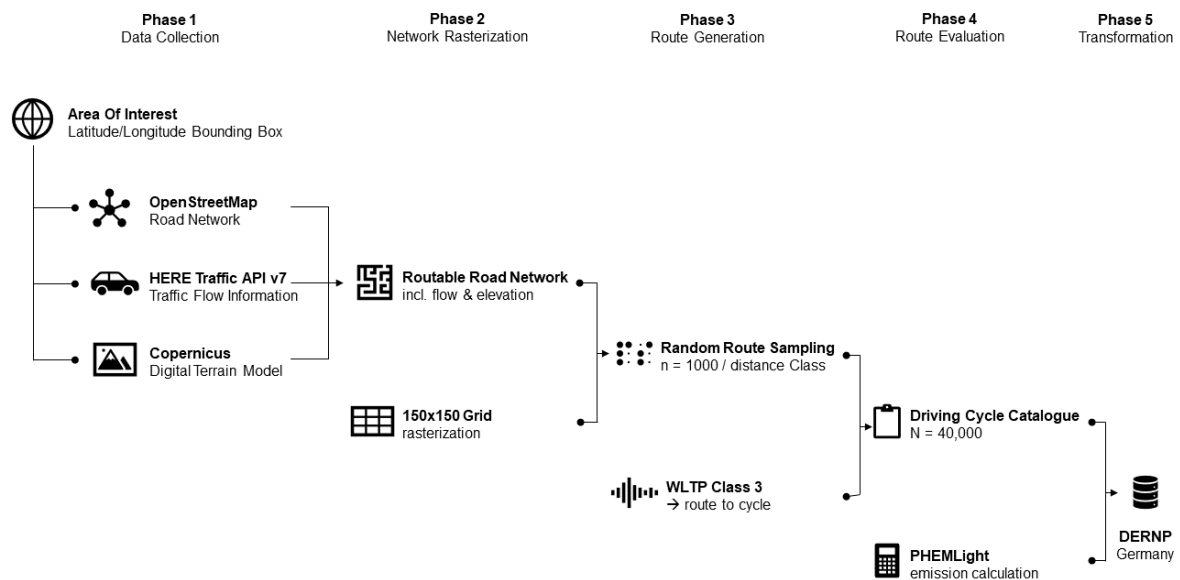 Phase 1
Data Collection
Phase 2
Network Rasterization
Phase 3
Route Generation
Phase 4
Route Evaluation
Phase 5
Transformation
Area Of Interest
Latitude/Longitude Bounding Box
OpenStreetMap
Road Network
HERE Traffic API v7
Traffic Flow Information
Copernicus
Digital Terrain Model
Routable Road Network
incl. flow & elevation
150x150 Grid
rasterization
Random Route Sampling
n = 1000 / distance Class
WLTP Class 3
→ route to cycle
Driving Cycle Catalogue
N = 40,000
PHEMLight
emission calculation
DERNP
Germany